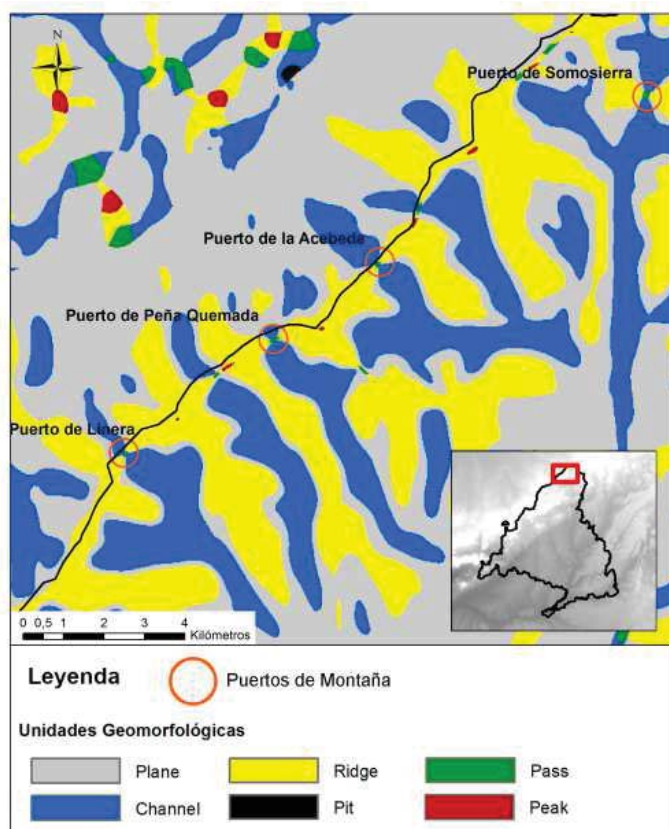 N
Puerto de Somosierra
Puerto de la Acebeda
Puerto de Peña Quemada
Puerto de Linera
0 0,5 1 2 3 4
Kilómetros
Leyenda
Puertos de Montaña
Unidades Geomorfológicas
Plane
Ridge
Pass
Channel
Pit
Peak